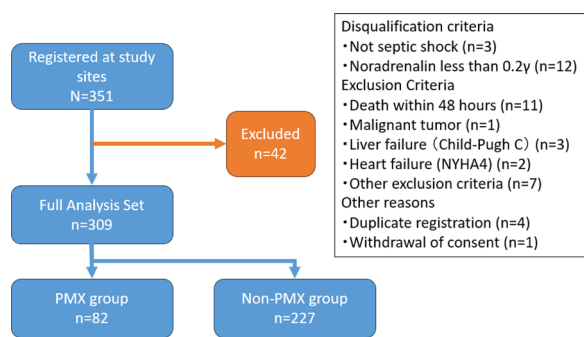 Registered at study
sites
N=351
Excluded
n=42
Full Analysis Set
n=309
PMX group
n=82
Non-PMX group
n=227
Disqualification criteria
・Not septic shock (n=3)
・Noradrenalin less than 0.2γ (n=12)
Exclusion Criteria
・Death within 48 hours (n=11)
・Malignant tumor (n=1)
・Liver failure（Child-Pugh C）(n=3)
・Heart failure (NYHA4) (n=2)
・Other exclusion criteria (n=7)
Other reasons
・Duplicate registration (n=4)
・Withdrawal of consent (n=1)